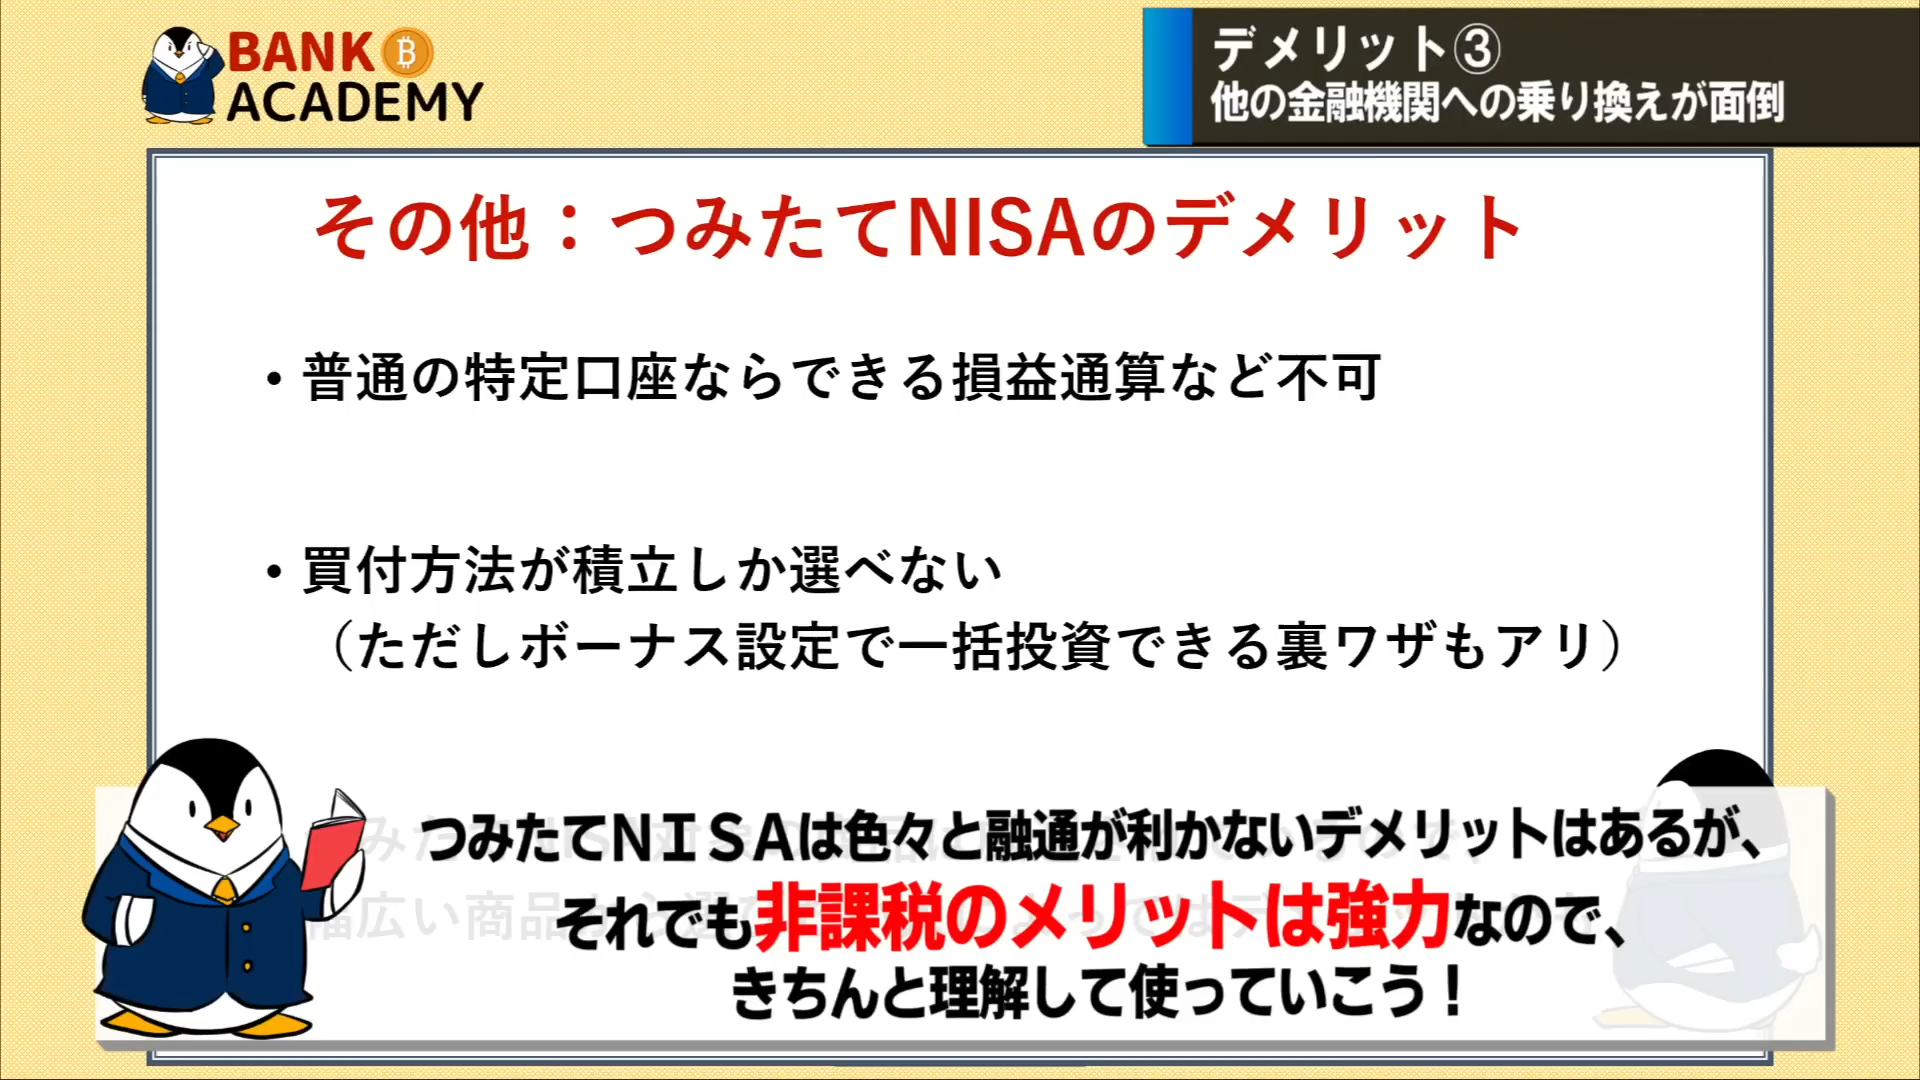 BANK
ACADEMY
デメリット③
他の金融機関への乗り換えが面倒
その他：つみたてNISAのデメリット
・普通の特定口座ならできる損益通算など不可
・買付方法が積立しか選べない
（ただしボーナス設定で一括投資できる裏ワザもアリ）
つみたてＮＩＳＡは色々と融通が利かないデメリットはあるが、
それでも非課税のメリットは強力なので、
きちんと理解して使っていこう！